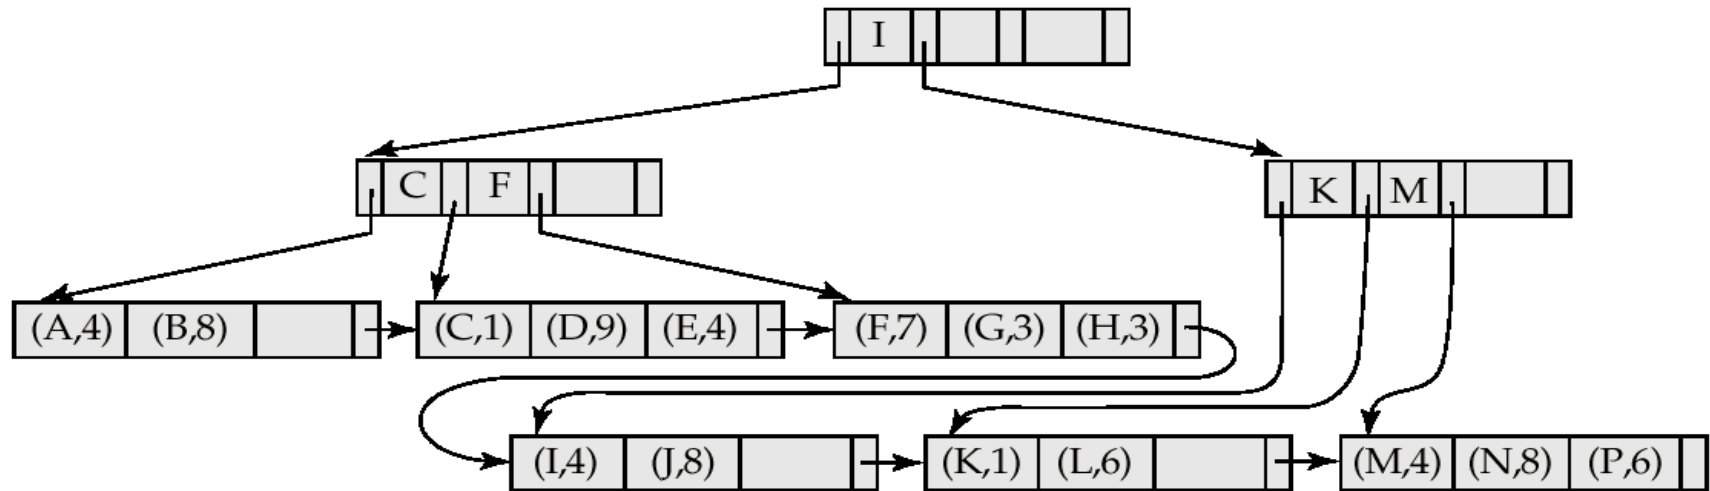 I
C F
K M
(A,4) (B,8)
(C,1) (D,9) (E,4)
(F,7) (G,3) (H,3)
(I,4) (J,8)
(K,1) (L,6)
(M,4) (N,8) (P,6)